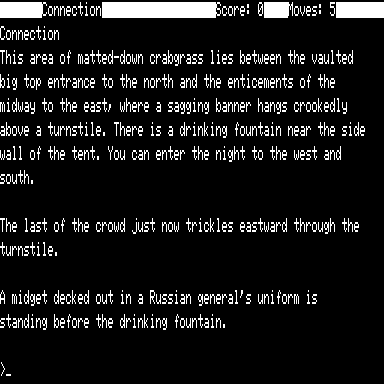 Connection Score: 0 Moves: 5
Connection
This area of matted-down crabgrass lies between the vaulted
big top entrance to the north and the enticements of the
midway to the east, where a sagging banner hangs crookedly
above a turnstile. There is a drinking fountain near the side
wall of the tent. You can enter the night to the west and
south.
The last of the crowd just now trickles eastward through the
turnstile.
A midget decked out in a Russian general's uniform is
standing before the drinking fountain.
>_